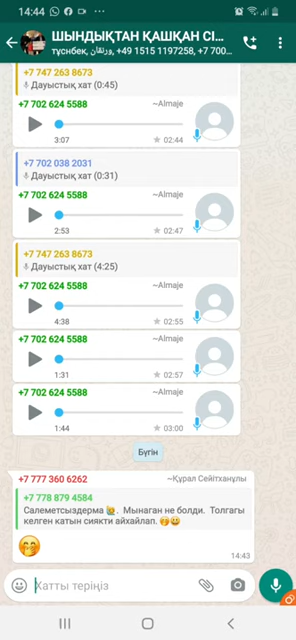 14:44
ШЫНДЫҚТАН ҚАШҚАН СІ...
түснбек, ورنقان, +49 1515 1197258, +7 700...
+7 747 263 8673
Дауыстық хат (0:45)
+7 702 624 5588 ~Almaje
3:07 02:44
+7 702 038 2031
Дауыстық хат (0:31)
+7 702 624 5588 ~Almaje
2:53 02:47
+7 747 263 8673
Дауыстық хат (4:25)
+7 702 624 5588 ~Almaje
4:38 02:55
+7 702 624 5588 ~Almaje
1:31 02:57
+7 702 624 5588 ~Almaje
1:44 03:00
Бүгін
+7 777 360 6262 ~Құрал Сейітханұлы
+7 778 879 4584
Салеметсыздерма 🙋. Мынаған не болди. Толгагы
келген катын сиякти айхайлап. 🤭😃
🤭
14:43
Хатты теріңіз